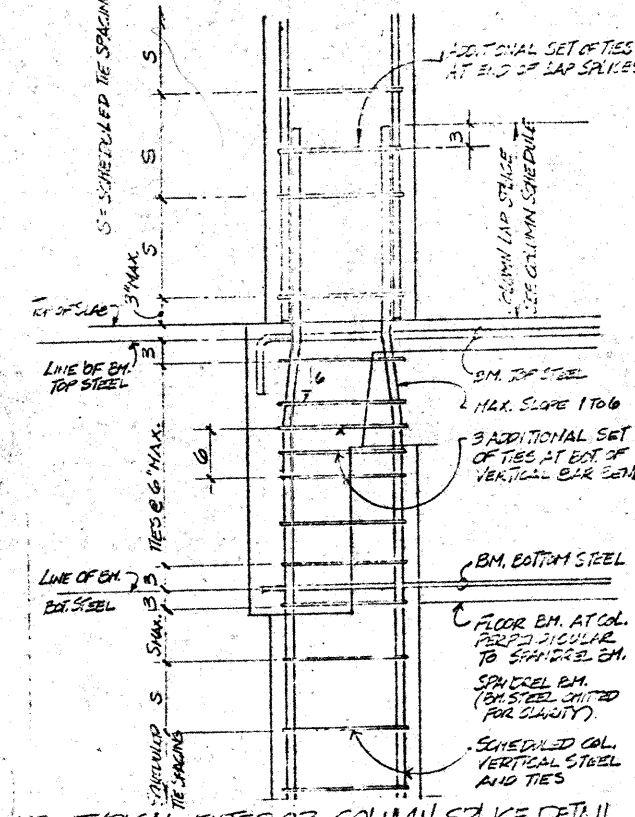 S = SCHEDULED TIE SPACING
S
S
S
3" MAX.
TOP OF SLAB
3
LINE OF BM.
TOP STEEL
TIES @ 6" MAX.
6
LINE OF BM.
BOT. STEEL
3
3
S MAX.
S
SCHEDULED
TIE SPACING
ADDITIONAL SET OF TIES
AT END OF LAP SPLICES
3
COLUMN LAP SPLICE
SEE COLUMN SCHEDULE
BM. TOP STEEL
6
1
MAX. SLOPE 1 TO 6
3 ADDITIONAL SET
OF TIES AT BOT. OF
VERTICAL BAR BEN
BM. BOTTOM STEEL
FLOOR BM. AT COL.
PERPENDICULAR
TO SPANDREL BM.
SPANDREL BM.
(BM. STEEL OMITTED
FOR CLARITY).
SCHEDULED COL.
VERTICAL STEEL
AND TIES
TYPICAL EXTERIOR COLUMN SPLICE DETAIL